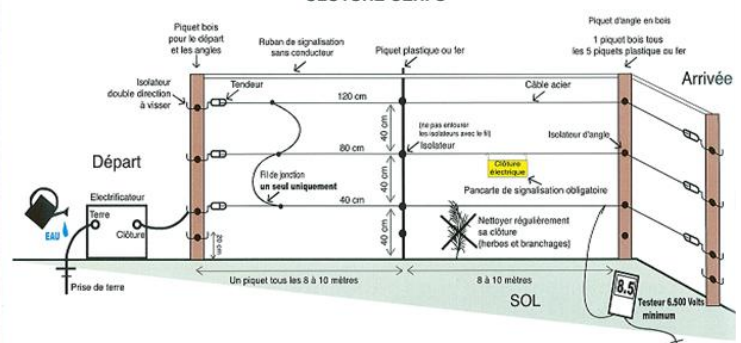 Piquet bois
pour le départ
et les angles
Ruban de signalisation
sans conducteur
Piquet plastique ou fer
Piquet d'angle en bois
1 piquet bois tous
les 5 piquets plastique ou fer
Arrivée
Isolateur
double direction
à visser
Tendeur
120 cm
Câble acier
40 cm
(ne pas entourer
les isolateurs avec le fil)
Isolateur
Isolateur d'angle
80 cm
Départ
Fil de jonction
un seul uniquement
40 cm
Clôture
électrique
Pancarte de signalisation obligatoire
40 cm
Electrificateur
Terre
Clôture
EAU
20 cm
40 cm
Nettoyer régulièrement
sa clôture
(herbes et branchages)
Un piquet tous les 8 à 10 mètres
8 à 10 mètres
Prise de terre
SOL
8.5
Testeur 6.500 Volts
minimum